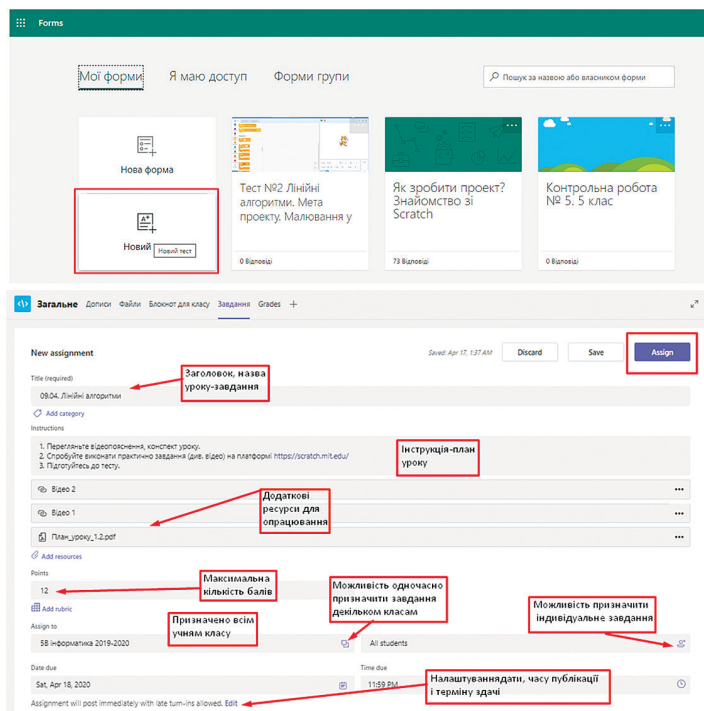 Forms
Мої форми Я маю доступ Форми групи
Пошук за назвою або власником форми
Нова форма
Новий
Новий тест
Тест №2 Лінійні
алгоритми. Мета
проекту. Малювання у
0 Відповіді
Як зробити проект?
Знайомство зі
Scratch
73 Відповіді
Контрольна робота
№ 5. 5 клас
0 Відповіді
Загальне Дописи Файли Блокнот для класу Завдання Grades +
New assignment
Saved: Apr 17, 1:37 AM
Discard
Save
Assign
Title (required)
Заголовок, назва
уроку-завдання
09.04. Лінійні алгоритми
Add category
Instructions
1. Перегляньте відеопояснення, конспект уроку.
2. Спробуйте виконати практично завдання (див. відео) на платформі https://scratch.mit.edu/
3. Підготуйтесь до тесту.
Інструкція-план
уроку
Відео 2
Відео 1
План_уроку_1.2.pdf
Додаткові
ресурси для
опрацювання
Add resources
Points
12
Максимальна
кількість балів
Add rubric
Можливість одночасно
призначити завдання
декільком класам
Можливість призначити
індивідуальне завдання
Assign to
Призначено всім
учням класу
5В інформатика 2019-2020
All students
Date due
Time due
Sat, Apr 18, 2020
11:59 PM
Налаштуваннядати, часу публікації
і терміну здачі
Assignment will post immediately with late turn-ins allowed. Edit